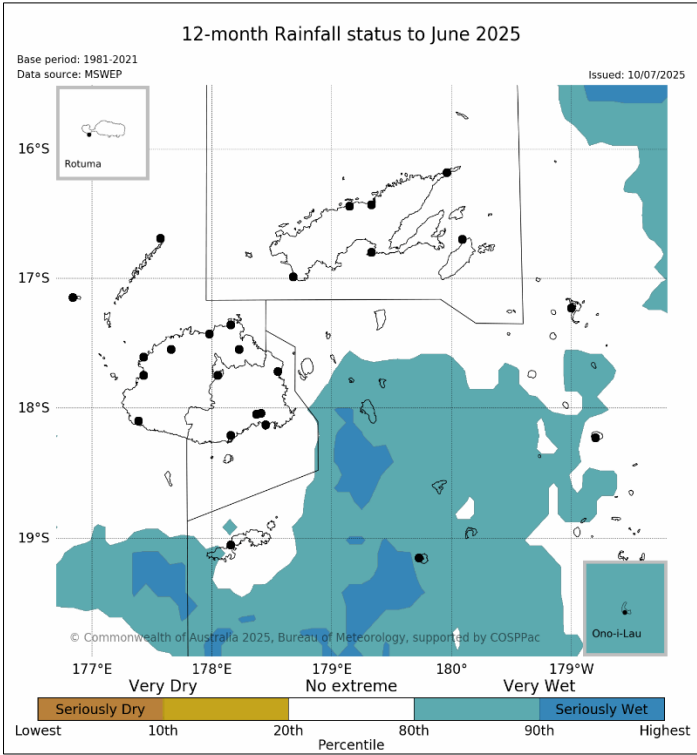 12-month Rainfall status to June 2025
Base period: 1981-2021
Data source: MSWEP
Issued: 10/07/2025
Rotuma
16°S
17°S
18°S
19°S
Ono-i-Lau
© Commonwealth of Australia 2025, Bureau of Meteorology, supported by COSPPac
177°E 178°E 179°E 180° 179°W
Very Dry No extreme Very Wet
Seriously Dry Seriously Wet
Lowest 10th 20th 80th 90th Highest
Percentile